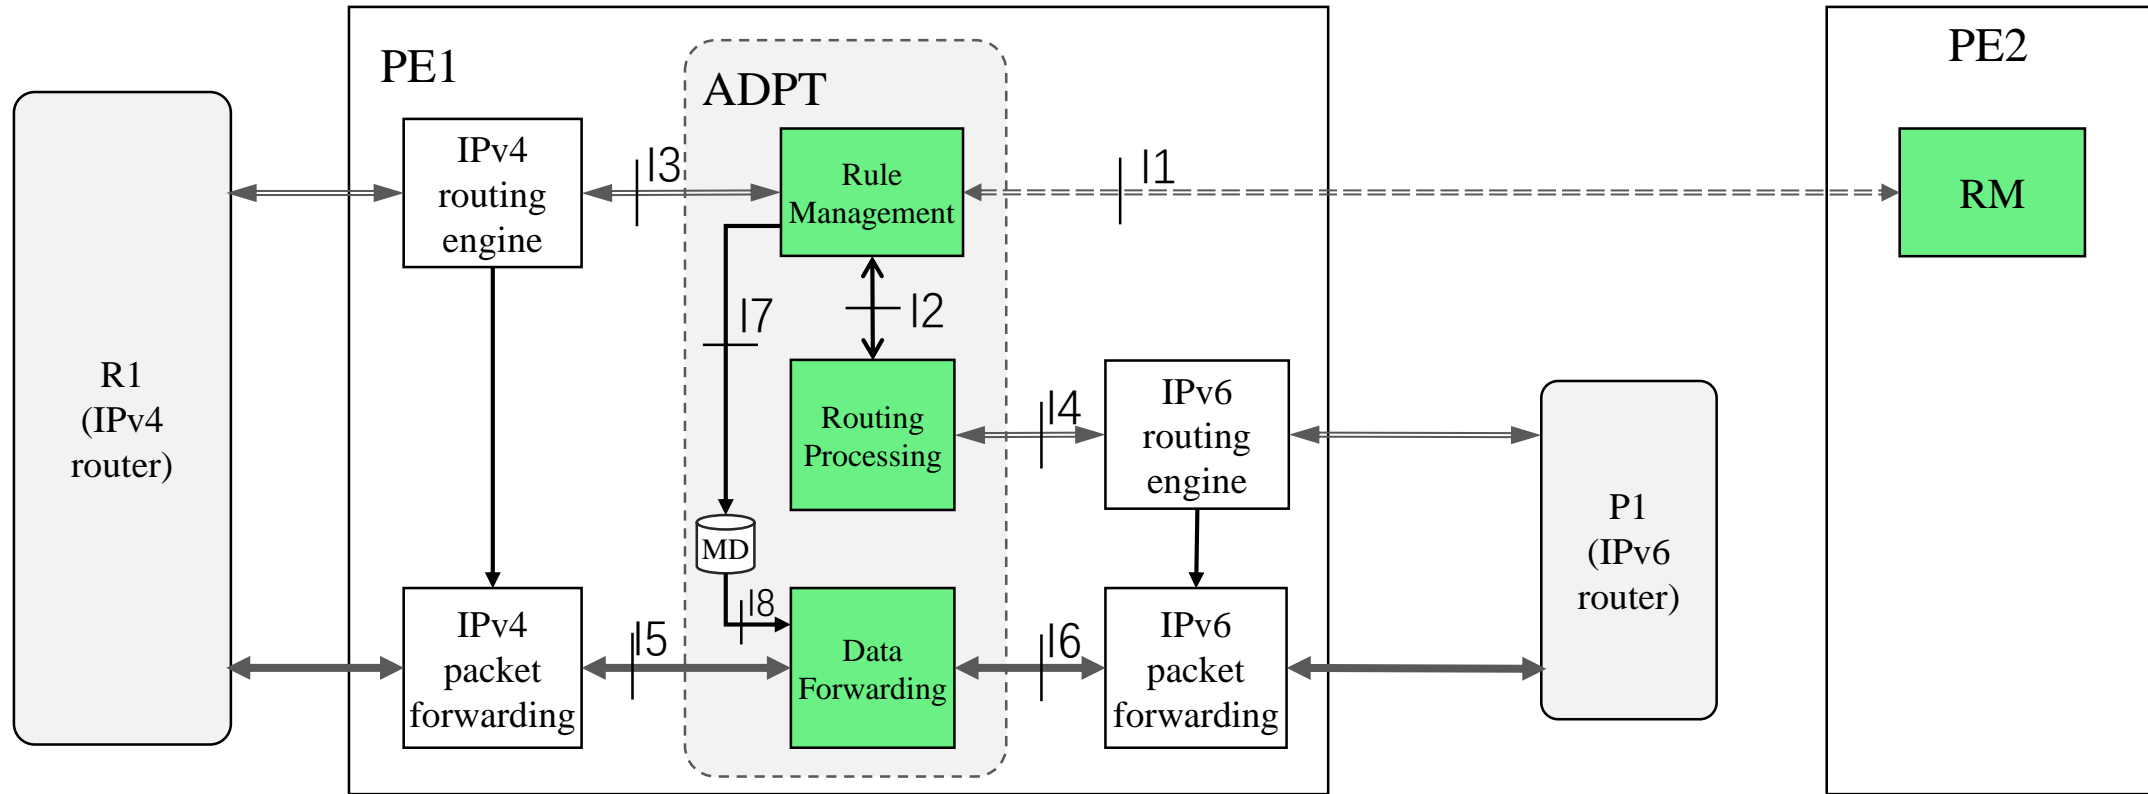 PE1
PE2
ADPT
IPv4
routing
engine
I3
Rule
Management
I1
RM
I7
I2
R1
(IPv4
router)
Routing
Processing
I4
IPv6
routing
engine
P1
(IPv6
router)
MD
I8
IPv4
packet
forwarding
I5
Data
Forwarding
I6
IPv6
packet
forwarding